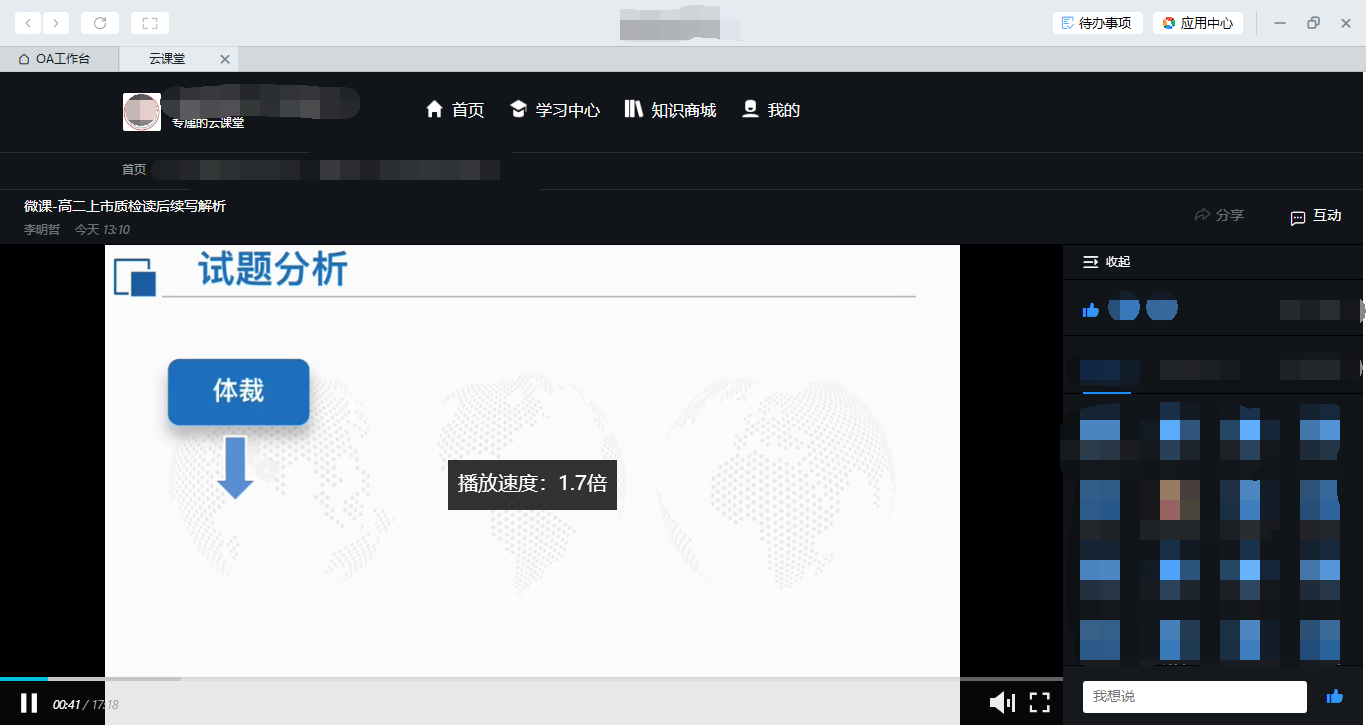 待办事项
应用中心
OA工作台
云课堂
专属的云课堂
首页
学习中心
知识商城
我的
首页
微课-高二上市质检读后续写解析
李明哲 今天 13:10
分享
互动
试题分析
体裁
播放速度：1.7倍
收起
00:41 / 17:18
我想说